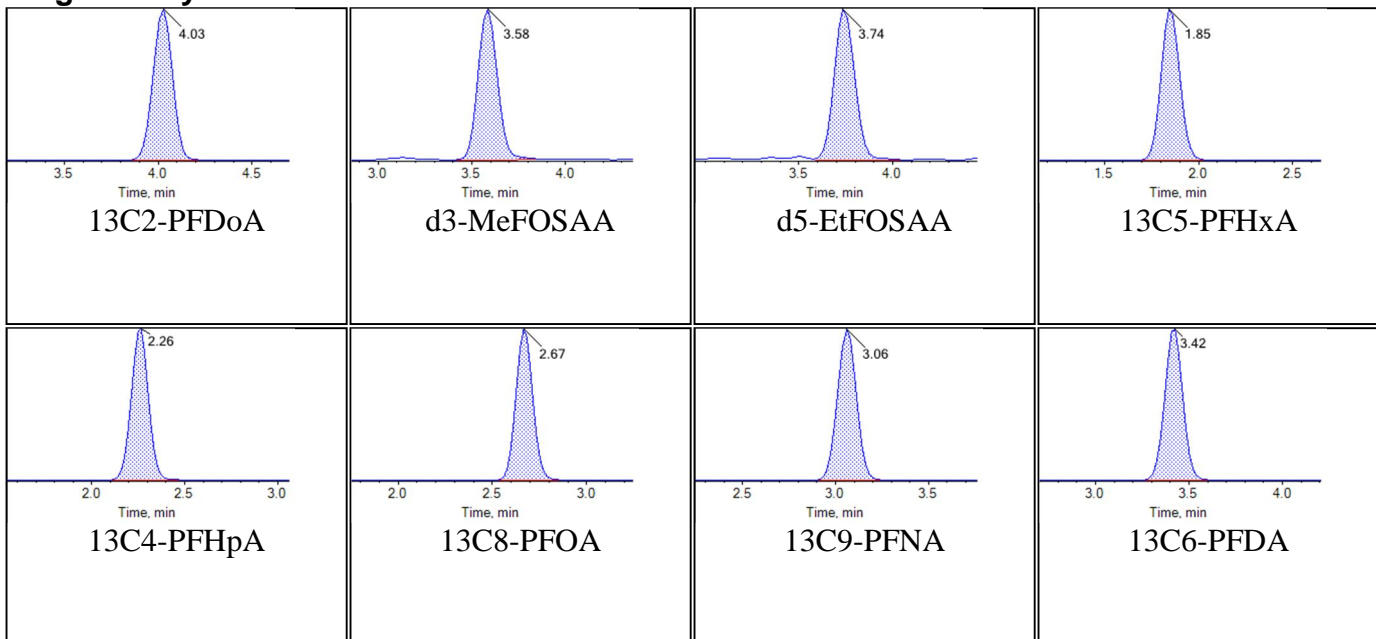 4.03
3.5 4.0 4.5
Time, min
13C2-PFDoA
3.58
3.0 3.5 4.0
Time, min
d3-MeFOSAA
3.74
3.5 4.0
Time, min
d5-EtFOSAA
1.85
1.5 2.0 2.5
Time, min
13C5-PFHxA
2.26
2.0 2.5 3.0
Time, min
13C4-PFHpA
2.67
2.0 2.5 3.0
Time, min
13C8-PFOA
3.06
2.5 3.0 3.5
Time, min
13C9-PFNA
3.42
3.0 3.5 4.0
Time, min
13C6-PFDA